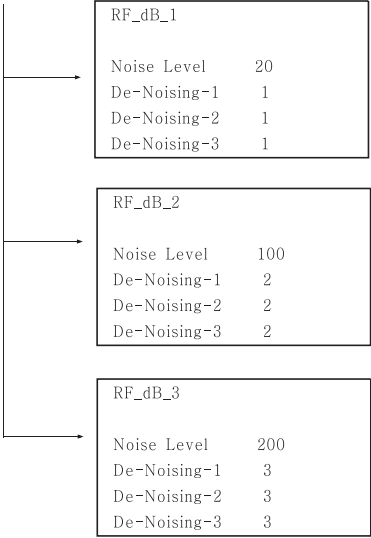 RF_dB_1
Noise Level 20
De-Noising-1 1
De-Noising-2 1
De-Noising-3 1
RF_dB_2
Noise Level 100
De-Noising-1 2
De-Noising-2 2
De-Noising-3 2
RF_dB_3
Noise Level 200
De-Noising-1 3
De-Noising-2 3
De-Noising-3 3